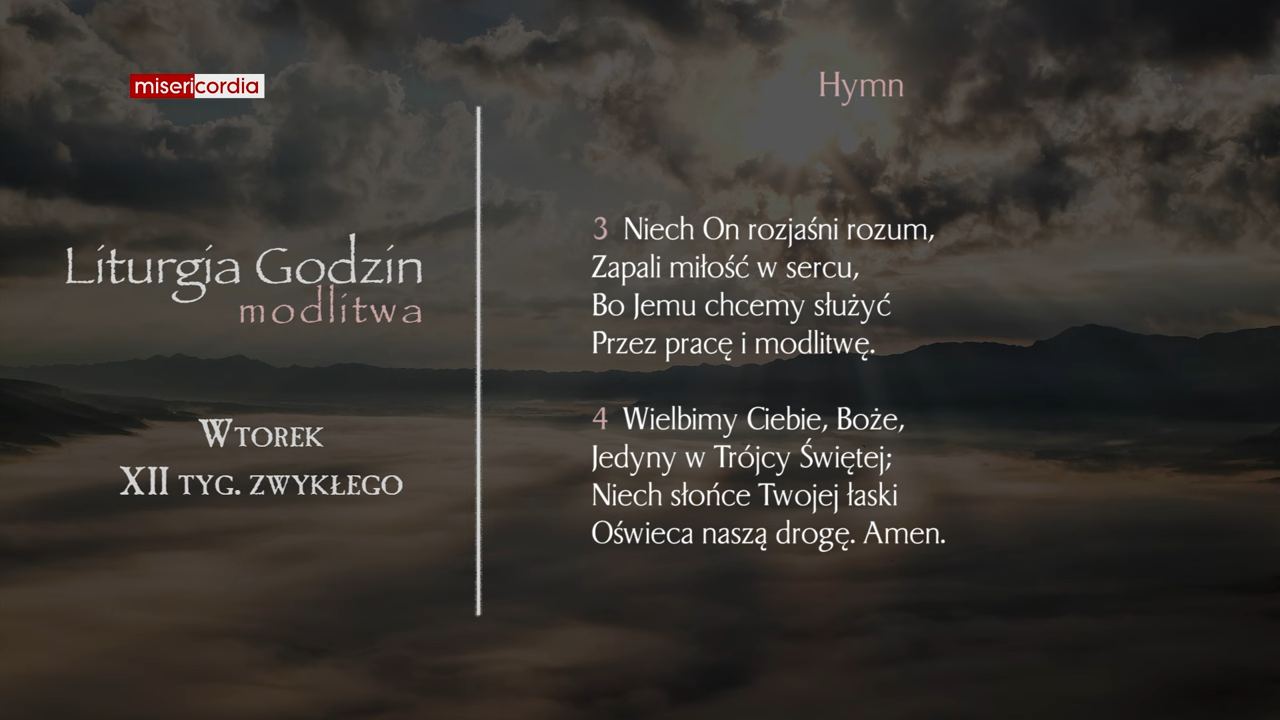 misericordia
Liturgia Godzin
modlitwa
Wtorek
XII tyg. zwykłego
Hymn
3 Niech On rozjaśni rozum,
Zapali miłość w sercu,
Bo Jemu chcemy służyć
Przez pracę i modlitwę.
4 Wielbimy Ciebie, Boże,
Jedyny w Trójcy Świętej;
Niech słońce Twojej łaski
Oświeca naszą drogę. Amen.